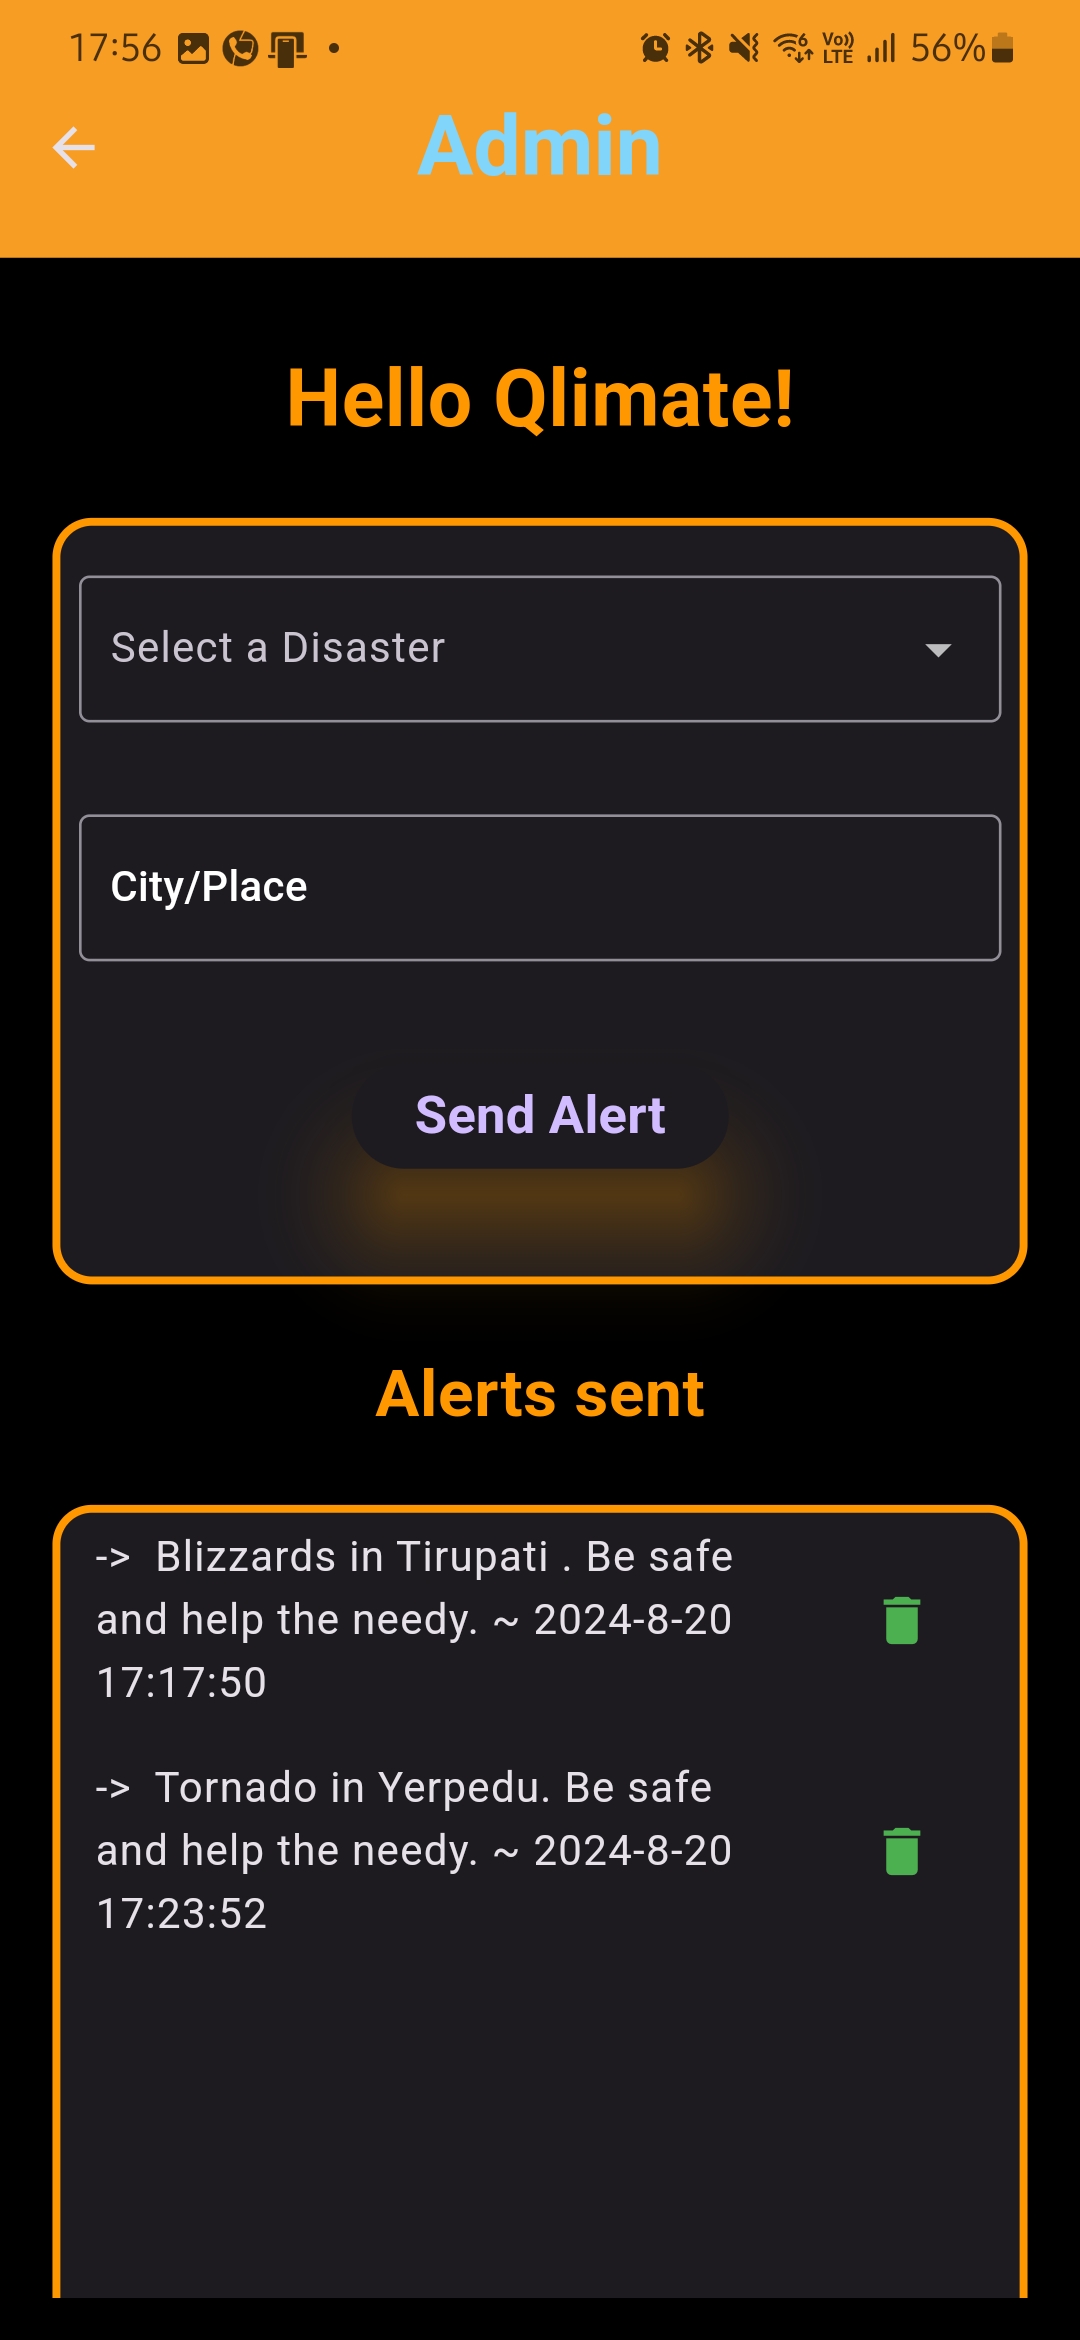 17:56 Vo)) LTE 56%
Admin
Hello Qlimate!
Select a Disaster
City/Place
Send Alert
Alerts sent
->  Blizzards in Tirupati . Be safe
and help the needy. ~ 2024-8-20
17:17:50
->  Tornado in Yerpedu. Be safe
and help the needy. ~ 2024-8-20
17:23:52